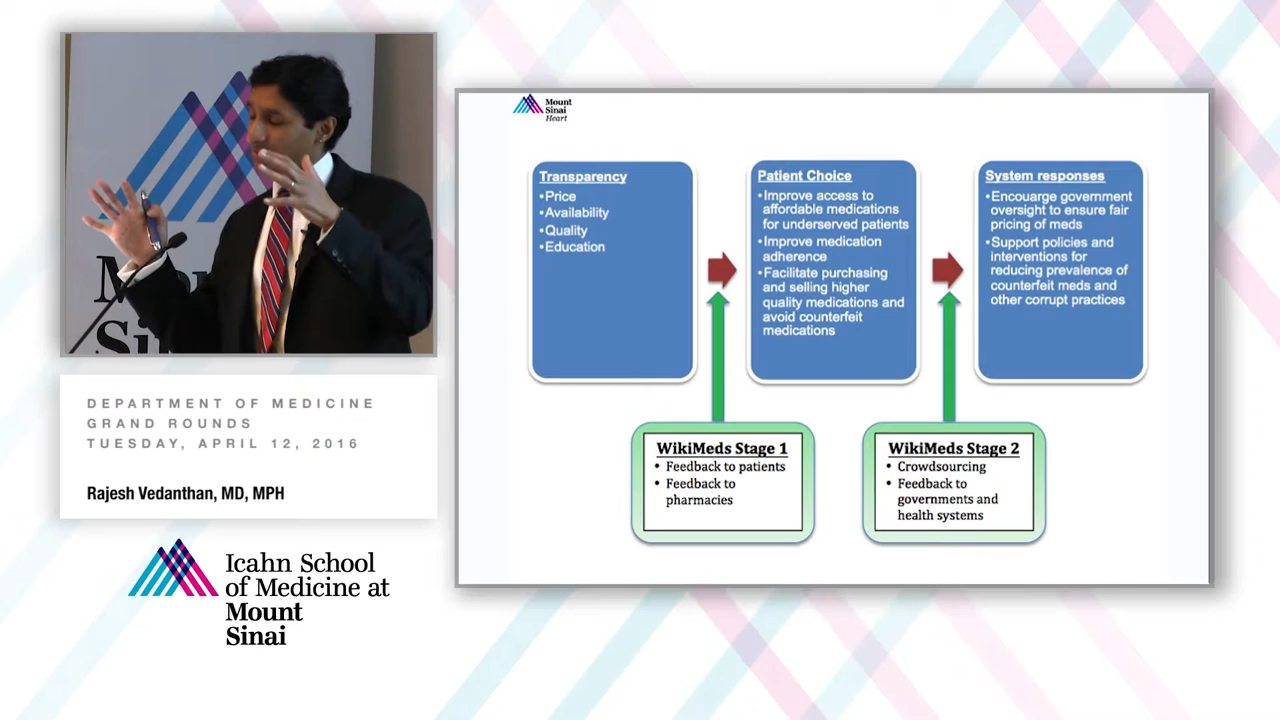 Mount
Sinai
DEPARTMENT OF MEDICINE
GRAND ROUNDS
TUESDAY, APRIL 12, 2016
Rajesh Vedanthan, MD, MPH
Icahn School
of Medicine at
Mount
Sinai
Mount
Sinai
Heart
Transparency
•Price
•Availability
•Quality
•Education
Patient Choice
•Improve access to
affordable medications
for underserved patients
•Improve medication
adherence
•Facilitate purchasing
and selling higher
quality medications and
avoid counterfeit
medications
System responses
•Encouarge government
oversight to ensure fair
pricing of meds
•Support policies and
interventions for
reducing prevalence of
counterfeit meds and
other corrupt practices
WikiMeds Stage 1
• Feedback to patients
• Feedback to
pharmacies
WikiMeds Stage 2
• Crowdsourcing
• Feedback to
governments and
health systems